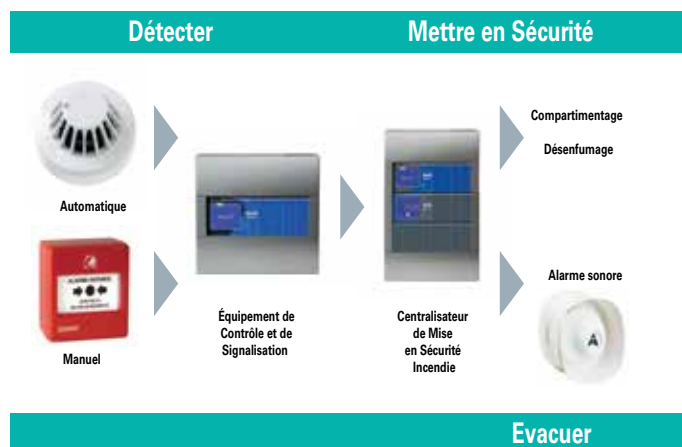 Détecter
Mettre en Sécurité
Compartimentage
Désenfumage
Automatique
Alarme sonore
Équipement de
Contrôle et de
Signalisation
Centralisateur
de Mise
en Sécurité
Incendie
Manuel
A
Evacuer